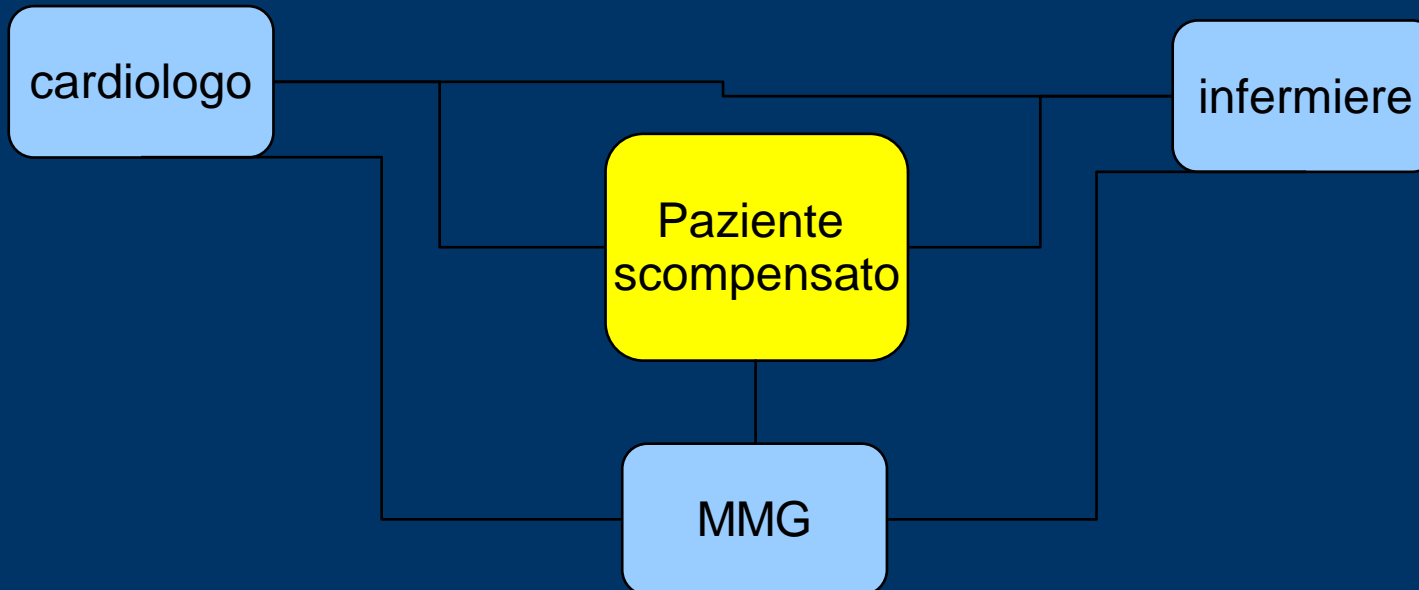 cardiologo
infermiere
Paziente
scompensato
MMG